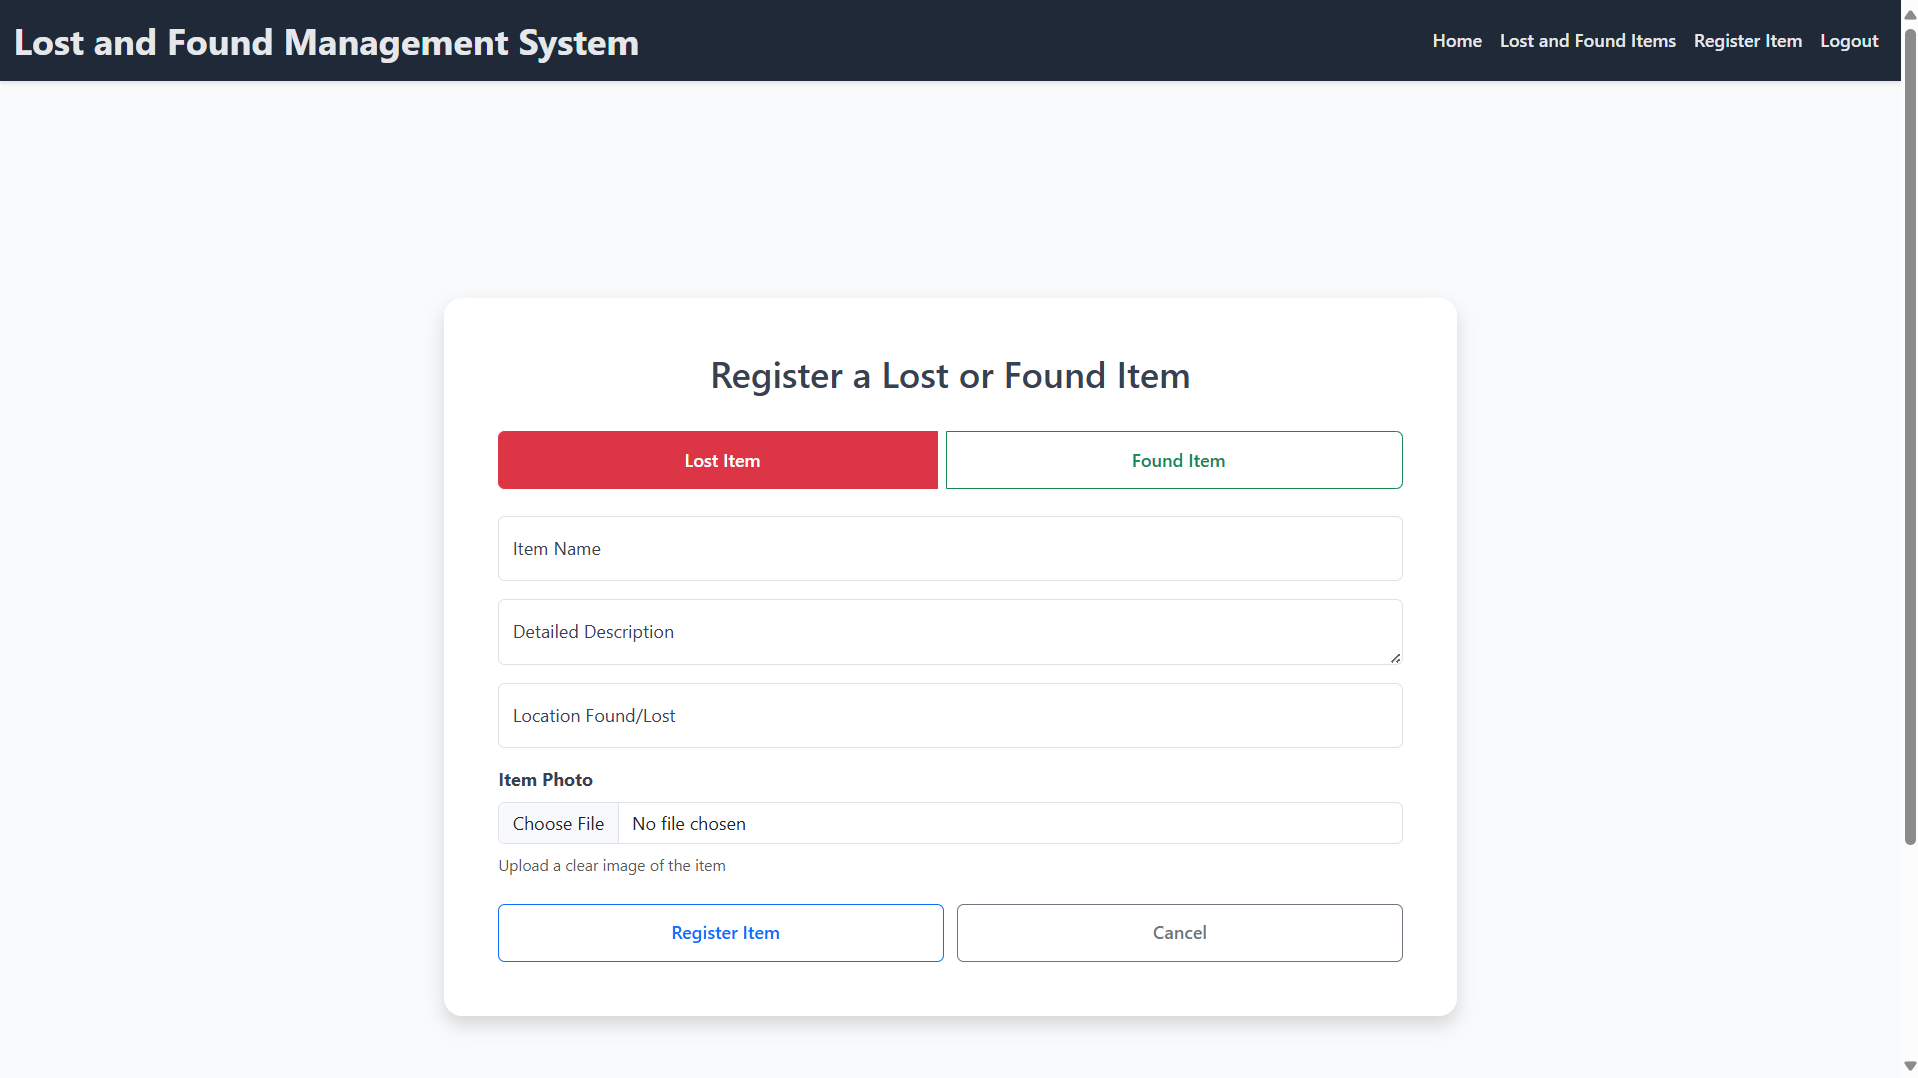 Lost and Found Management System
Home Lost and Found Items Register Item Logout
Register a Lost or Found Item
Lost Item Found Item
Item Name
Detailed Description
Location Found/Lost
Item Photo
Choose File No file chosen
Upload a clear image of the item
Register Item Cancel